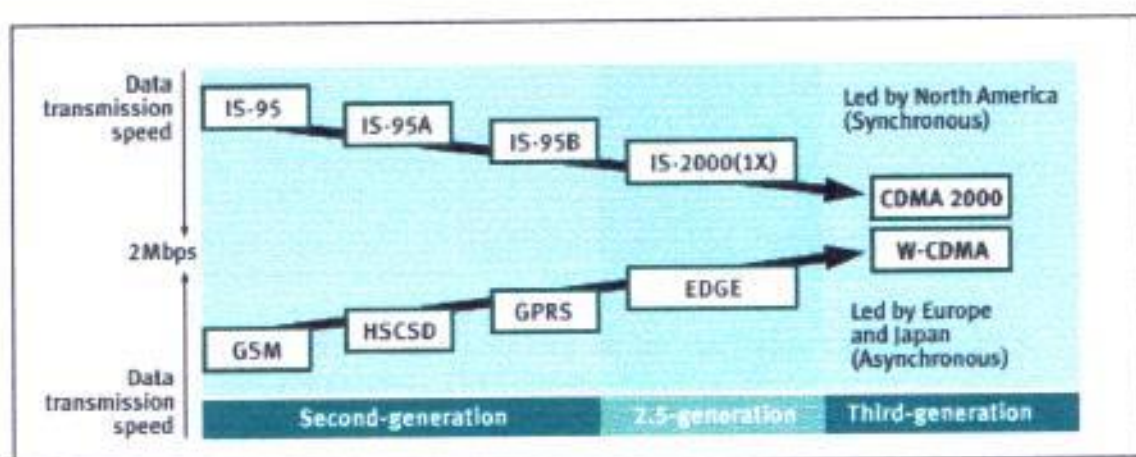 Data
transmission
speed
IS-95
IS-95A
IS-95B
IS-2000(1X)
Led by North America
(Synchronous)
CDMA 2000
2Mbps
W-CDMA
EDGE
GPRS
HSCSD
GSM
Led by Europe
and Japan
(Asynchronous)
Data
transmission
speed
Second-generation
2.5-generation
Third-generation